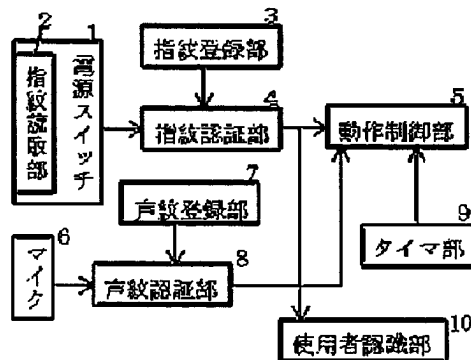 2
1
3
指紋読取部
電源スイッチ
指紋登録部
4
指紋認証部
5
動作制御部
7
声紋登録部
6
マイク
8
声紋認証部
9
タイマ部
10
使用者認識部